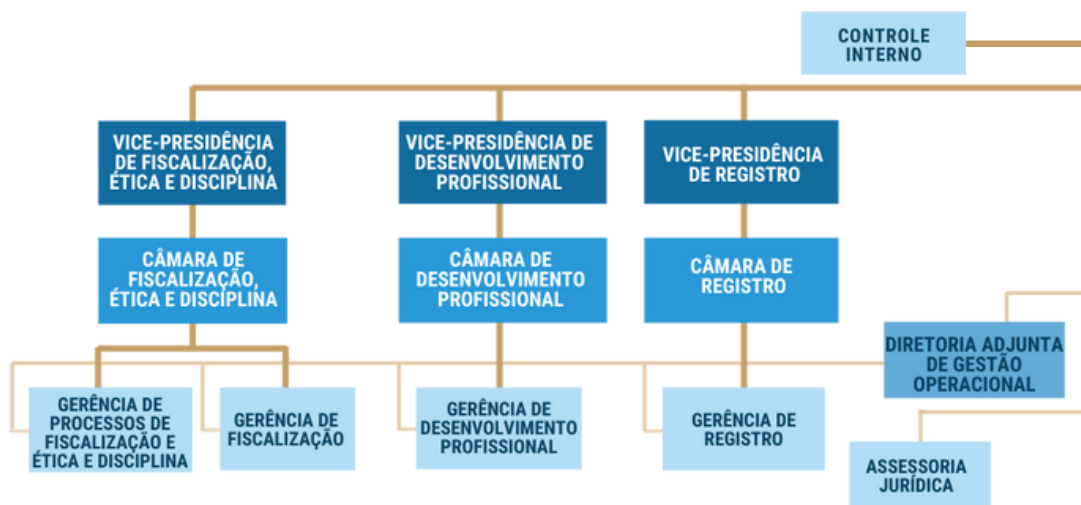 CONTROLE
INTERNO
VICE-PRESIDÊNCIA
DE FISCALIZAÇÃO,
ÉTICA E DISCIPLINA
VICE-PRESIDÊNCIA DE
DESENVOLVIMENTO
PROFISSIONAL
VICE-PRESIDÊNCIA
DE REGISTRO
CÂMARA DE
FISCALIZAÇÃO,
ÉTICA E DISCIPLINA
CÂMARA DE
DESENVOLVIMENTO
PROFISSIONAL
CÂMARA DE
REGISTRO
DIRETORIA ADJUNTA
DE GESTÃO
OPERACIONAL
GERÊNCIA DE
PROCESSOS DE
FISCALIZAÇÃO E
ÉTICA E DISCIPLINA
GERÊNCIA DE
FISCALIZAÇÃO
GERÊNCIA DE
DESENVOLVIMENTO
PROFISSIONAL
GERÊNCIA DE
REGISTRO
ASSESSORIA
JURÍDICA